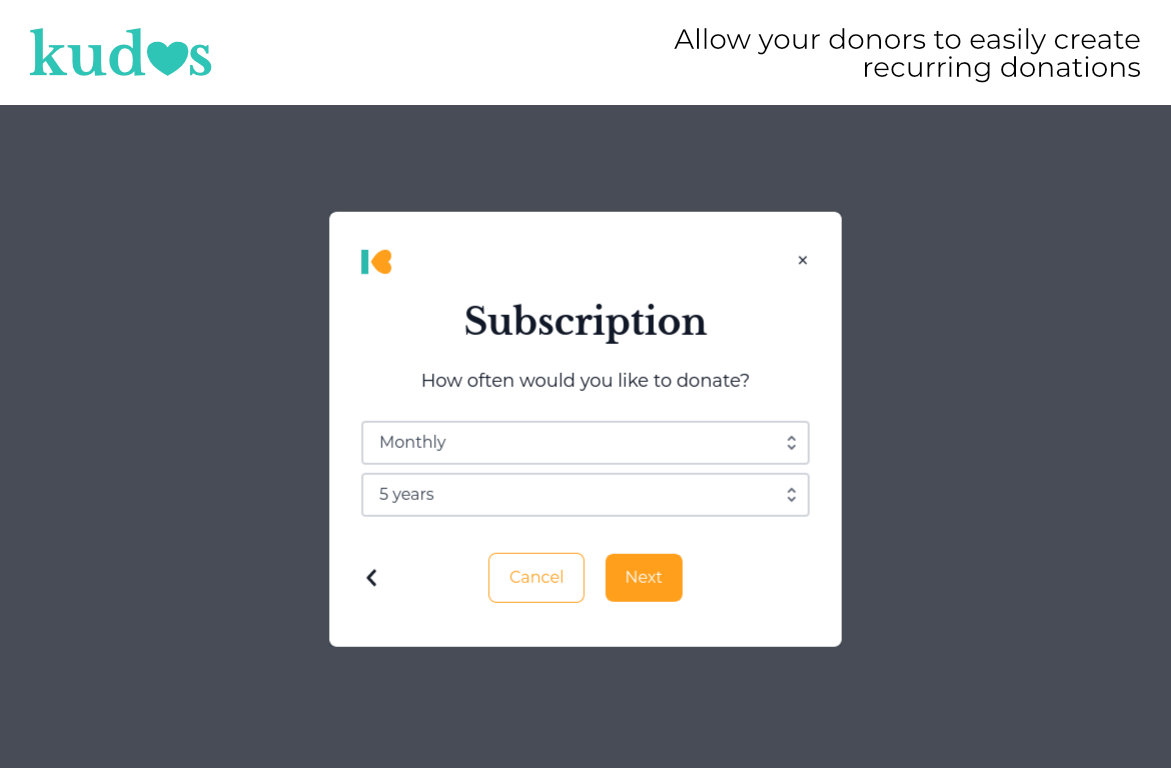 kudos
Allow your donors to easily create
recurring donations
Subscription
How often would you like to donate?
Monthly
5 years
Cancel
Next